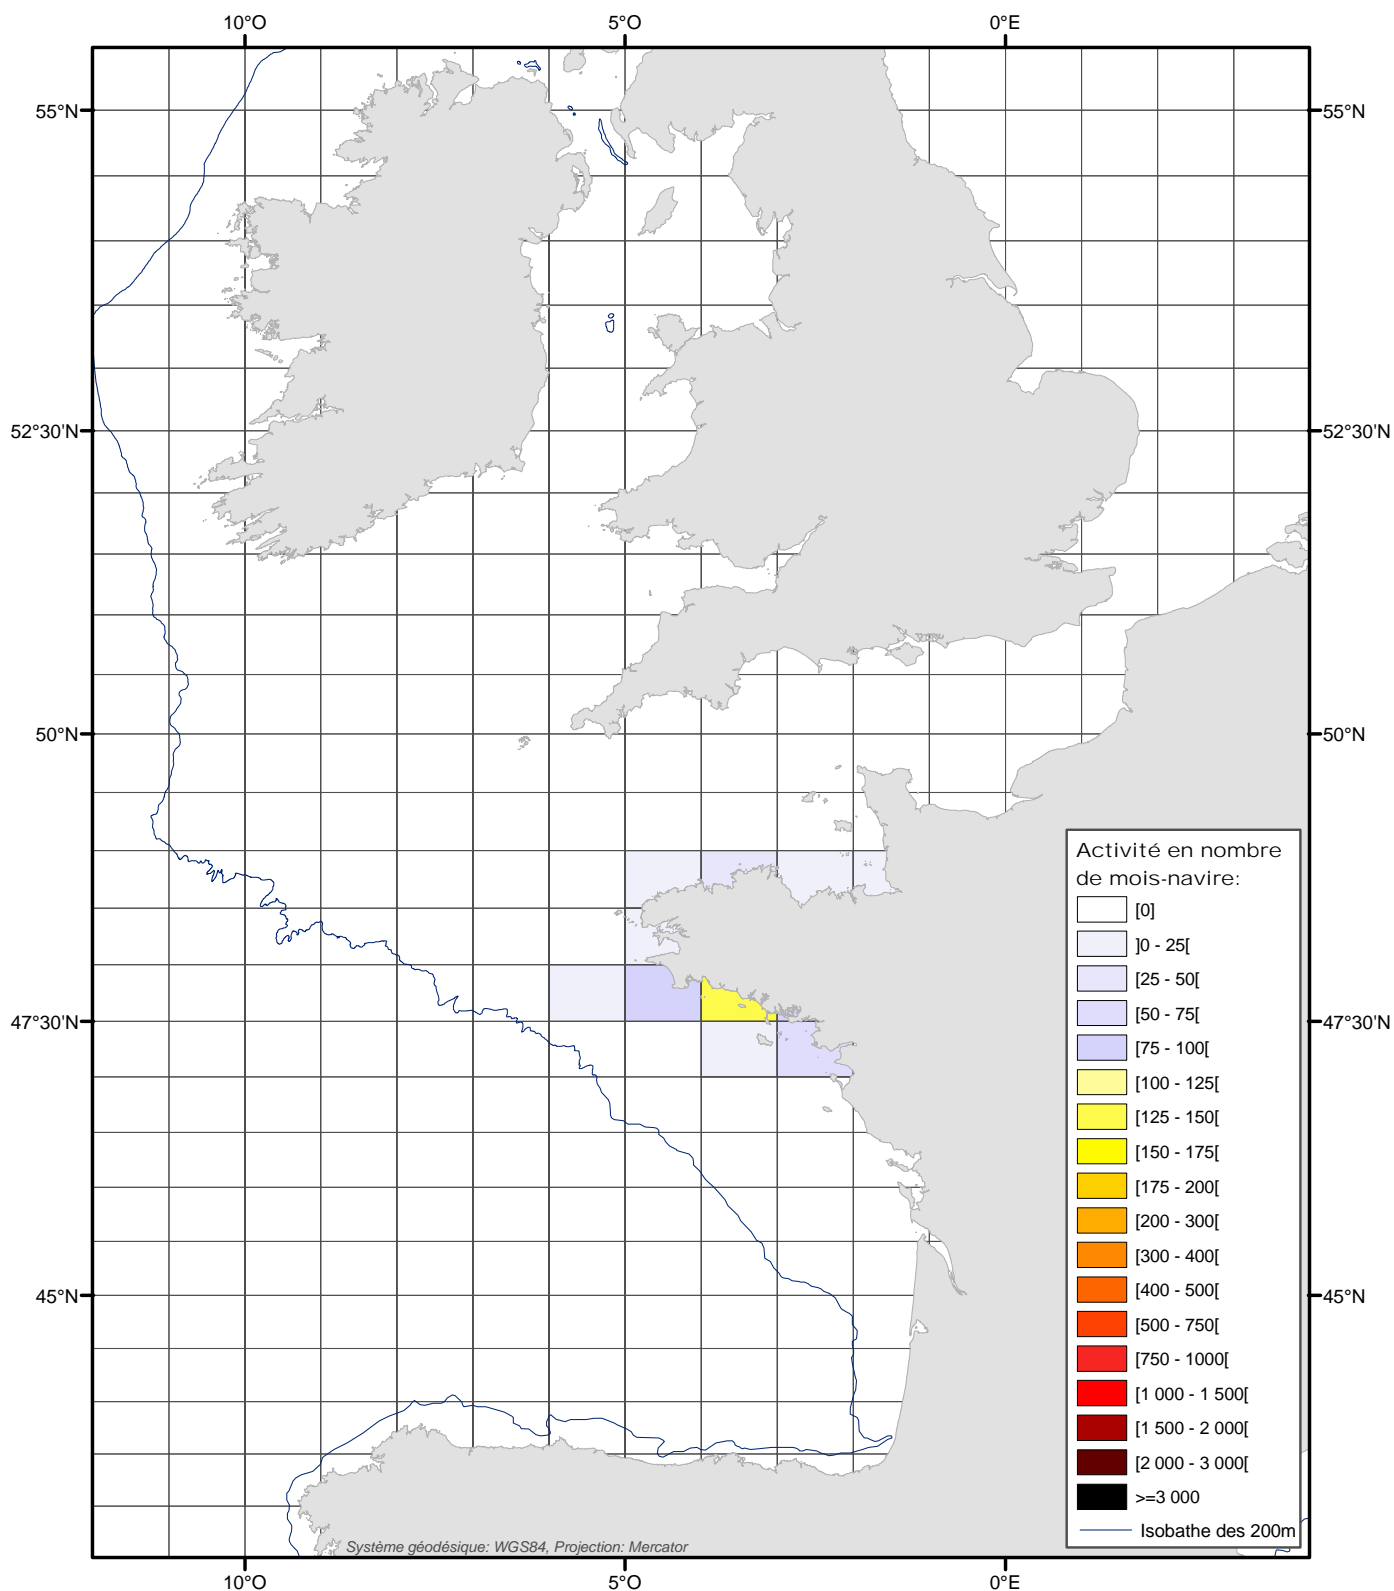 10°O 5°O 0°E
55°N 55°N
52°30'N 52°30'N
50°N 50°N
47°30'N 47°30'N
45°N 45°N
Activité en nombre
de mois-navire:
[0]
]0 - 25[
[25 - 50[
[50 - 75[
[75 - 100[
[100 - 125[
[125 - 150[
[150 - 175[
[175 - 200[
[200 - 300[
[300 - 400[
[400 - 500[
[500 - 750[
[750 - 1000[
[1 000 - 1 500[
[1 500 - 2 000[
[2 000 - 3 000[
>=3 000
Isobathe des 200m
Système géodésique: WGS84, Projection: Mercator
10°O 5°O 0°E